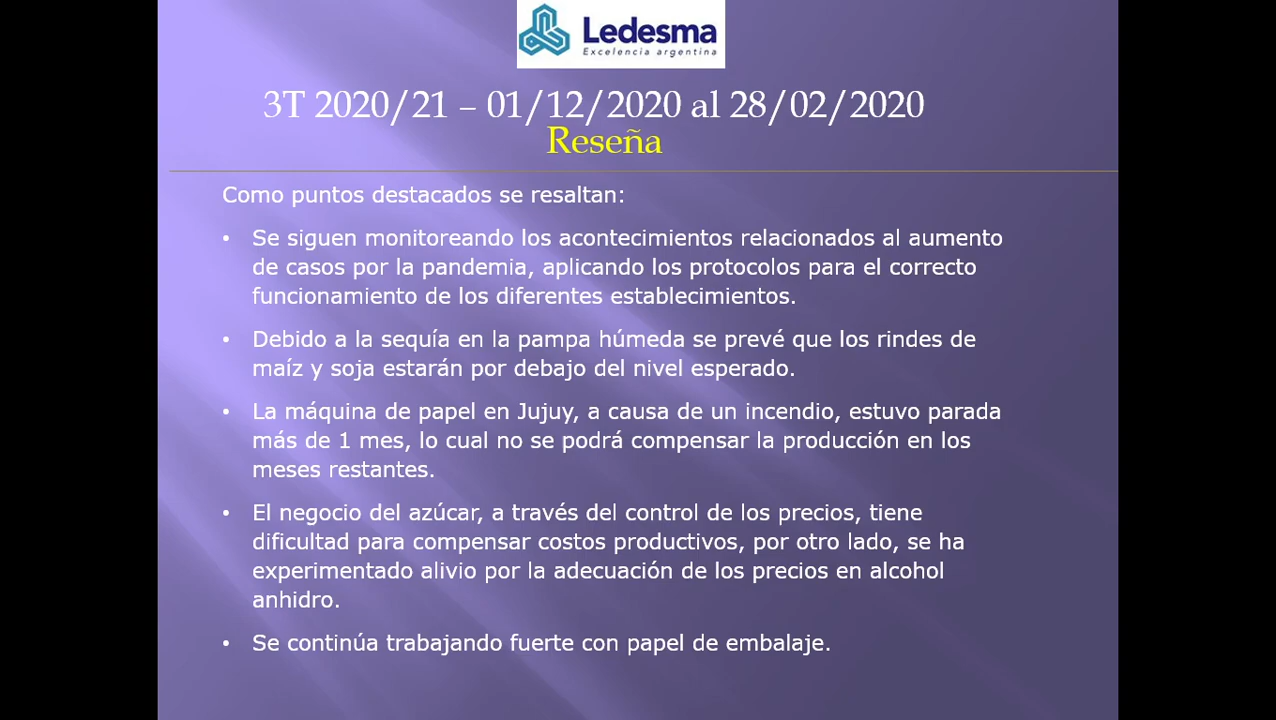 Ledesma
Excelencia argentina
3T 2020/21 – 01/12/2020 al 28/02/2020
Reseña
Como puntos destacados se resaltan:
• Se siguen monitoreando los acontecimientos relacionados al aumento
de casos por la pandemia, aplicando los protocolos para el correcto
funcionamiento de los diferentes establecimientos.
• Debido a la sequía en la pampa húmeda se prevé que los rindes de
maíz y soja estarán por debajo del nivel esperado.
• La máquina de papel en Jujuy, a causa de un incendio, estuvo parada
más de 1 mes, lo cual no se podrá compensar la producción en los
meses restantes.
• El negocio del azúcar, a través del control de los precios, tiene
dificultad para compensar costos productivos, por otro lado, se ha
experimentado alivio por la adecuación de los precios en alcohol
anhidro.
• Se continúa trabajando fuerte con papel de embalaje.